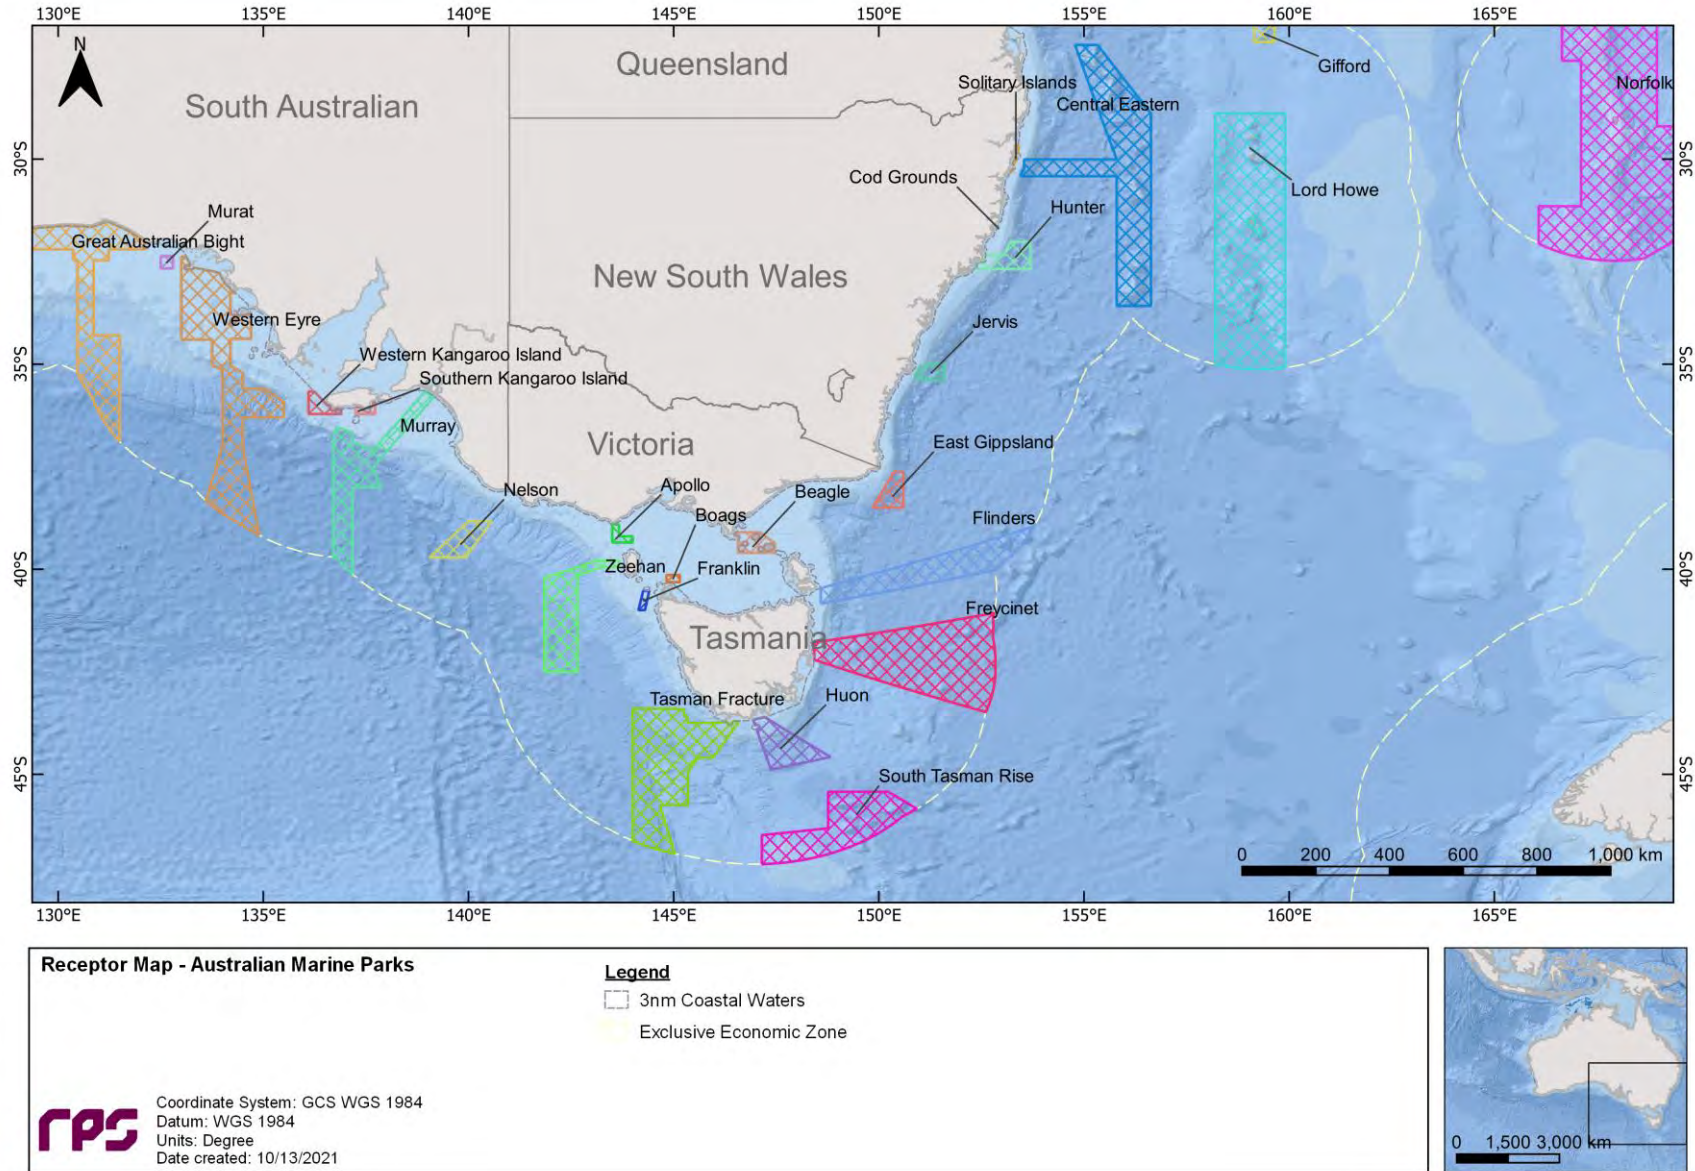 130°E 135°E 140°E 145°E 150°E 155°E 160°E 165°E
N
Queensland
Gifford
Solitary Islands
Norfolk
South Australian
Central Eastern
30°S
30°S
Cod Grounds
Lord Howe
Murat
Hunter
Great Australian Bight
New South Wales
Western Eyre
Jervis
Western Kangaroo Island
35°S
35°S
Southern Kangaroo Island
Murray
Victoria
East Gippsland
Nelson
Apollo
Beagle
Boags
Flinders
Zeehan
Franklin
40°S
40°S
Freycinet
Tasmania
Tasman Fracture
Huon
45°S
45°S
South Tasman Rise
0 200 400 600 800 1,000 km
130°E 135°E 140°E 145°E 150°E 155°E 160°E 165°E
Receptor Map - Australian Marine Parks
Legend
3nm Coastal Waters
Exclusive Economic Zone
rps
Coordinate System: GCS WGS 1984
Datum: WGS 1984
Units: Degree
Date created: 10/13/2021
0 1,500 3,000 km